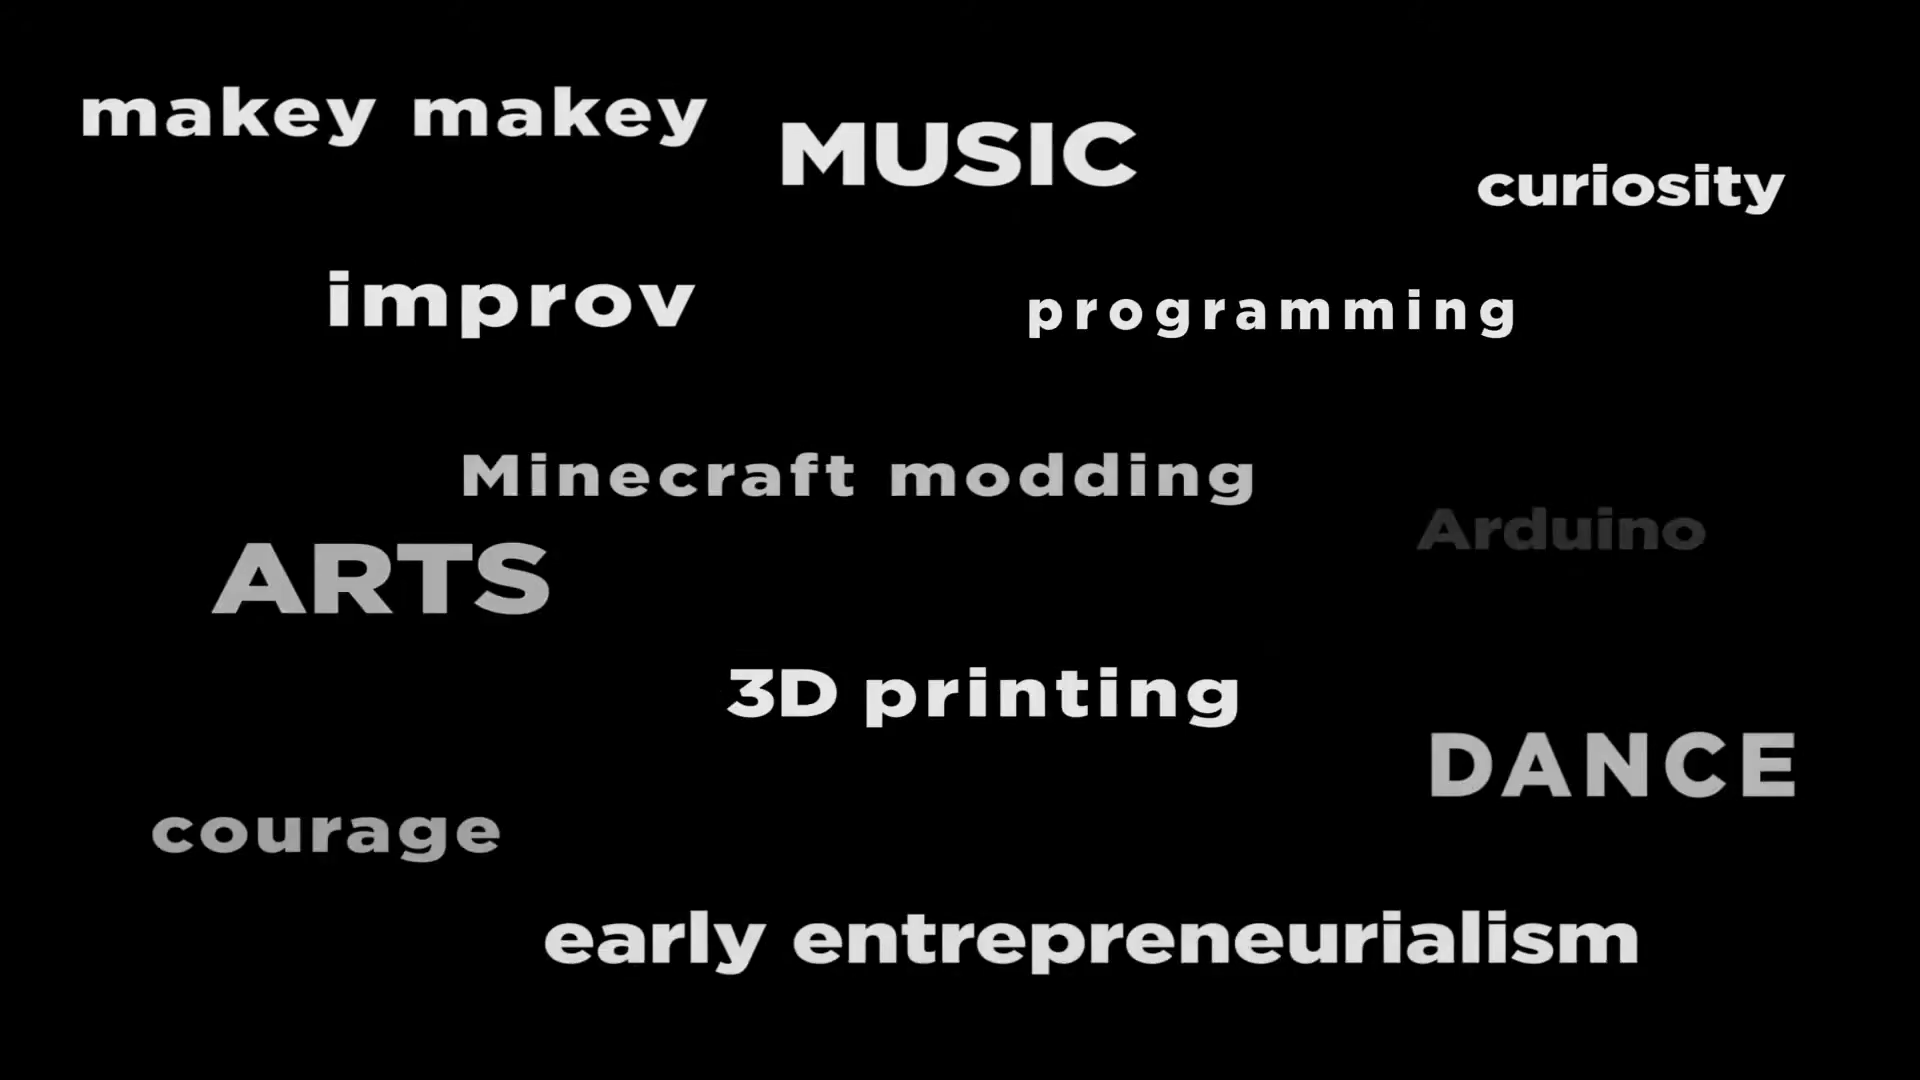 makey makey
MUSIC
curiosity
improv
programming
Minecraft modding
Arduino
ARTS
3D printing
DANCE
courage
early entrepreneurialism